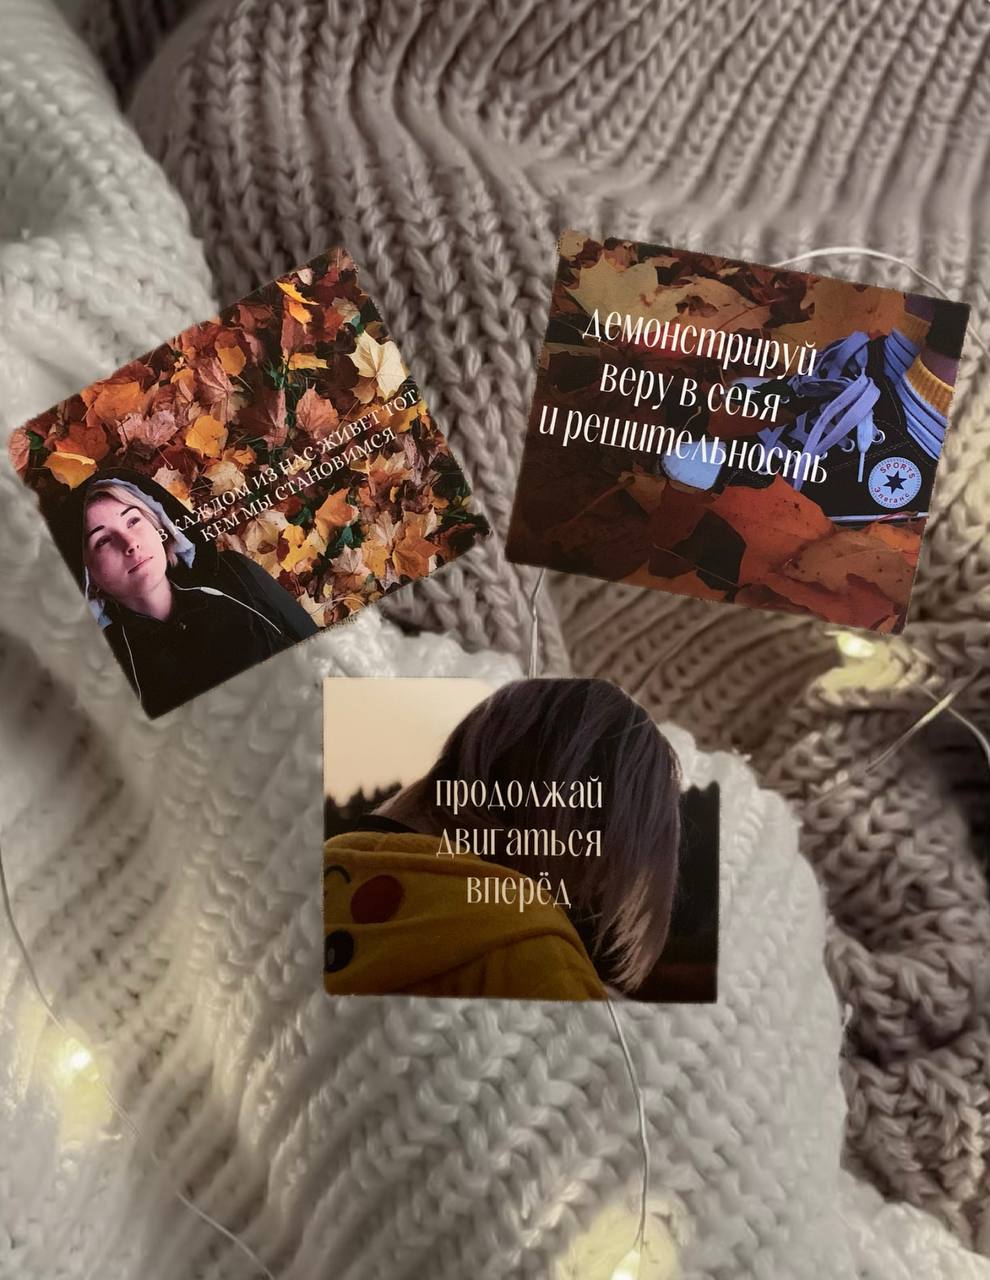 В КАЖДОМ ИЗ НАС ЖИВЕТ ТОТ
КЕМ МЫ СТАНОВИМСЯ
демонстрируй
веру в себя
и решительность
SPORTS
Элеганс
продолжай
двигаться
вперёд